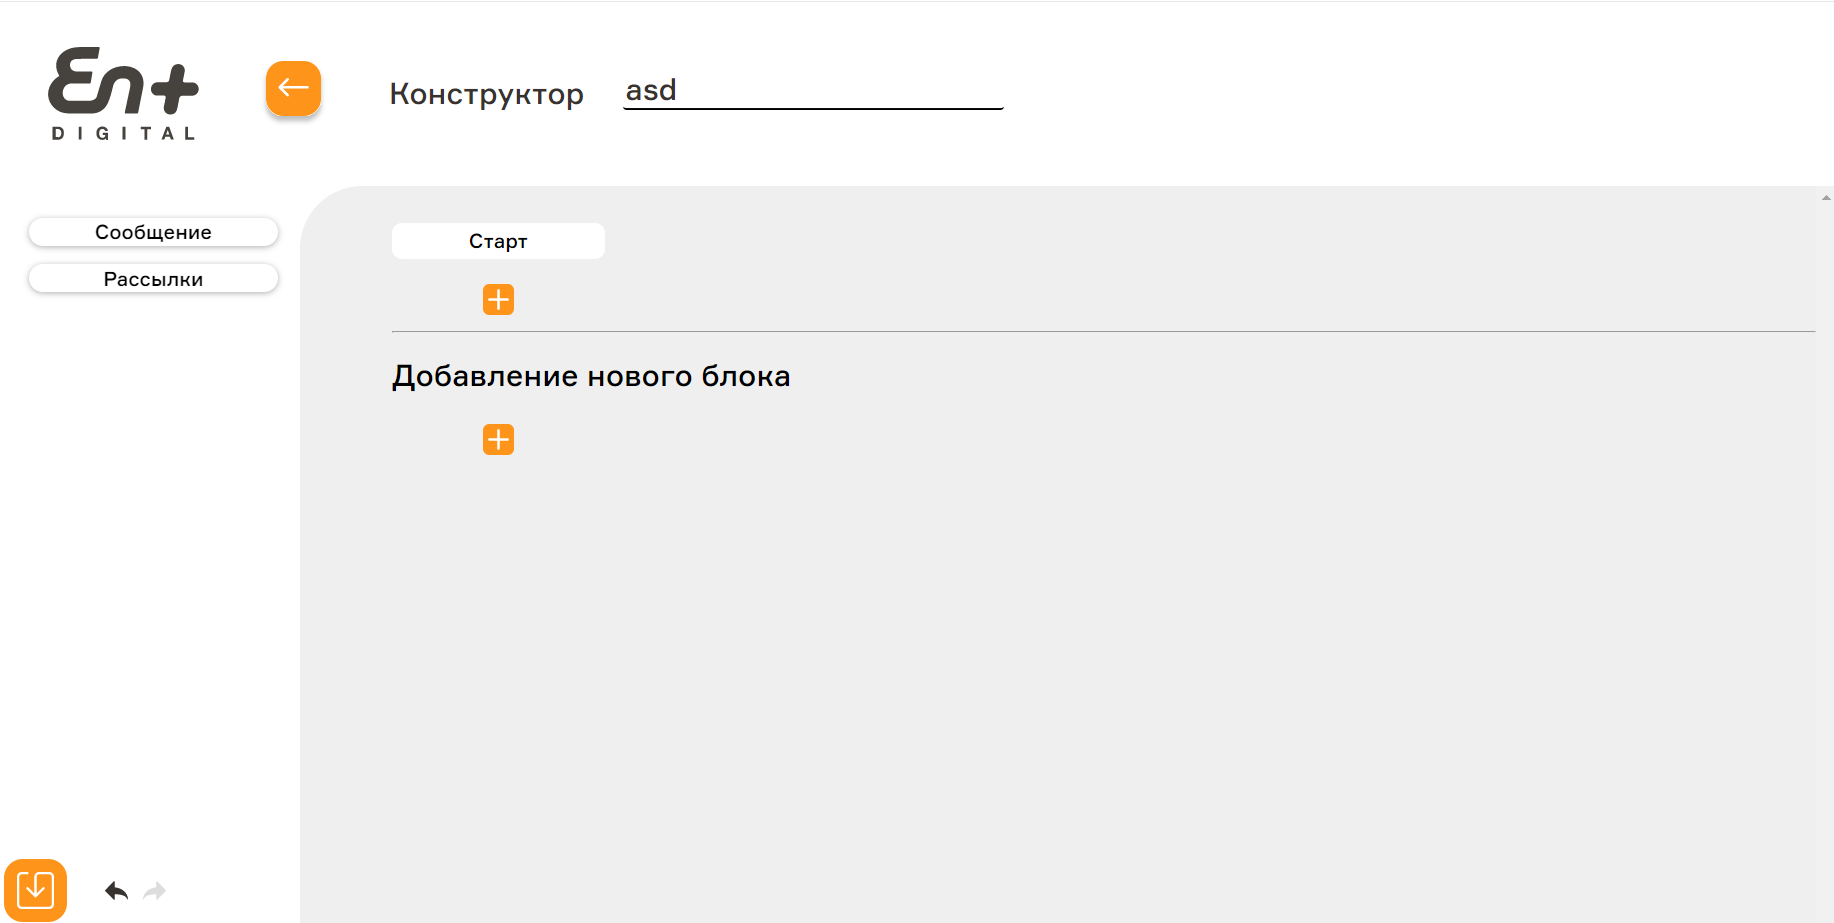 En+
DIGITAL
Конструктор
asd
Сообщение
Рассылки
Старт
Добавление нового блока